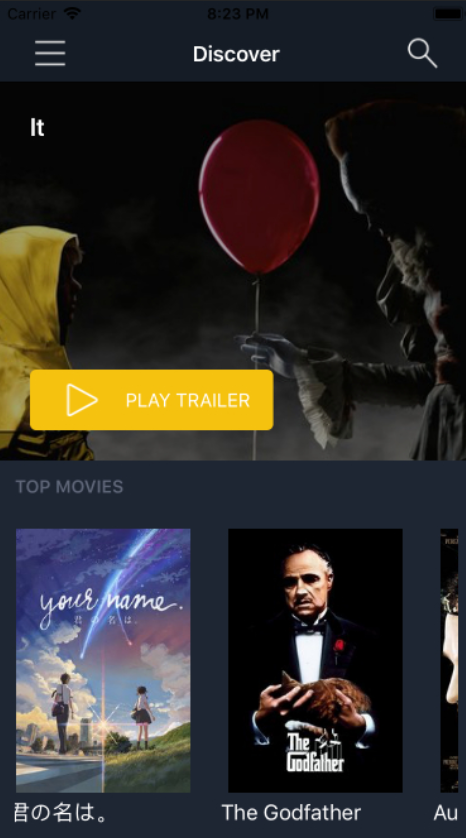 Carrier 8:23 PM
Discover
It
PLAY TRAILER
TOP MOVIES
your name.
君の名は。
The
Godfather
君の名は。
The Godfather
Au